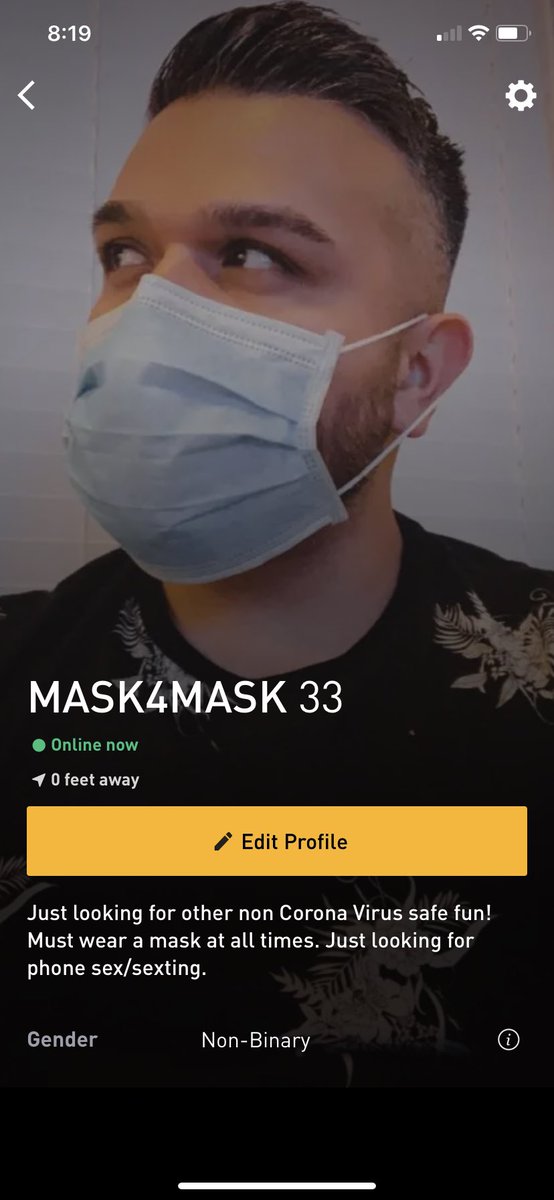 8:19
MASK4MASK 33
Online now
0 feet away
Edit Profile
Just looking for other non Corona Virus safe fun!
Must wear a mask at all times. Just looking for
phone sex/sexting.
Gender Non-Binary